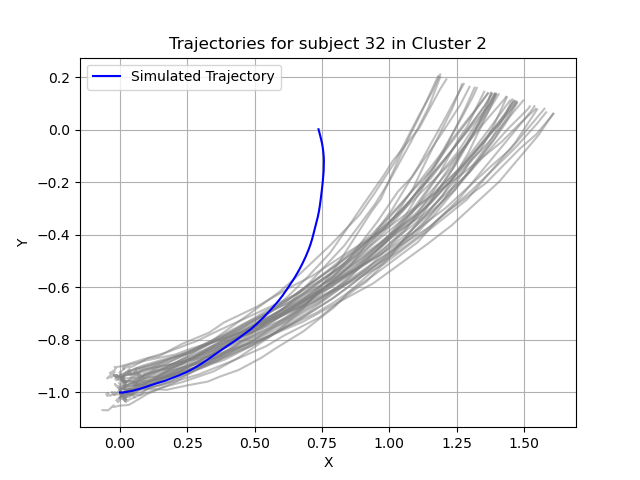 Trajectories for subject 32 in Cluster 2
Simulated Trajectory
0.2
0.0
−0.2
−0.4
−0.6
−0.8
−1.0
Y
0.00 0.25 0.50 0.75 1.00 1.25 1.50
X